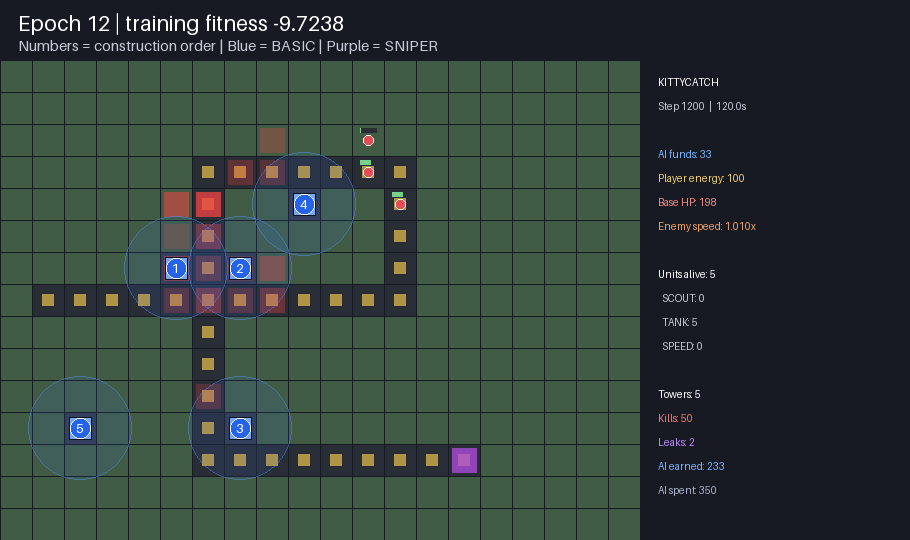 Epoch 12 | training fitness -9.7238
Numbers = construction order | Blue = BASIC | Purple = SNIPER
KITTYCATCH
Step 1200 | 120.0s
AI funds: 33
Player energy: 100
Base HP: 198
Enemy speed: 1.010x
Units alive: 5
SCOUT: 0
TANK: 5
SPEED: 0
Towers: 5
Kills: 50
Leaks: 2
AI earned: 233
AI spent: 350
4
1
2
5
3